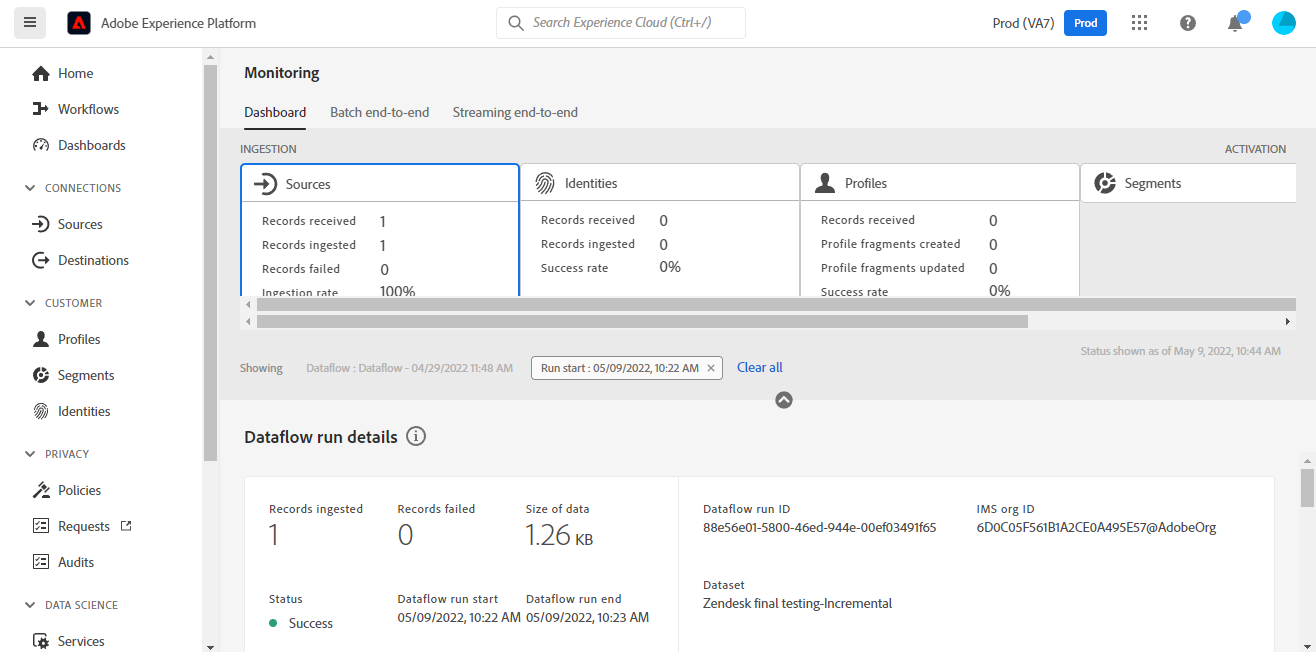 Adobe Experience Platform
Search Experience Cloud (Ctrl+/)
Prod (VA7)
Prod
Home
Workflows
Dashboards
CONNECTIONS
Sources
Destinations
CUSTOMER
Profiles
Segments
Identities
PRIVACY
Policies
Requests
Audits
DATA SCIENCE
Services
Monitoring
Dashboard Batch end-to-end Streaming end-to-end
INGESTION
ACTIVATION
Sources
Records received 1
Records ingested 1
Records failed 0
Ingestion rate 100%
Identities
Records received 0
Records ingested 0
Success rate 0%
Profiles
Records received 0
Profile fragments created 0
Profile fragments updated 0
Success rate 0%
Segments
Status shown as of May 9, 2022, 10:44 AM
Showing Dataflow : Dataflow - 04/29/2022 11:48 AM Run start : 05/09/2022, 10:22 AM Clear all
Dataflow run details
Records ingested
1
Records failed
0
Size of data
1.26 KB
Status
Success
Dataflow run start
05/09/2022, 10:22 AM
Dataflow run end
05/09/2022, 10:23 AM
Dataflow run ID
88e56e01-5800-46ed-944e-00ef03491f65
IMS org ID
6D0C05F561B1A2CE0A495E57@AdobeOrg
Dataset
Zendesk final testing-Incremental